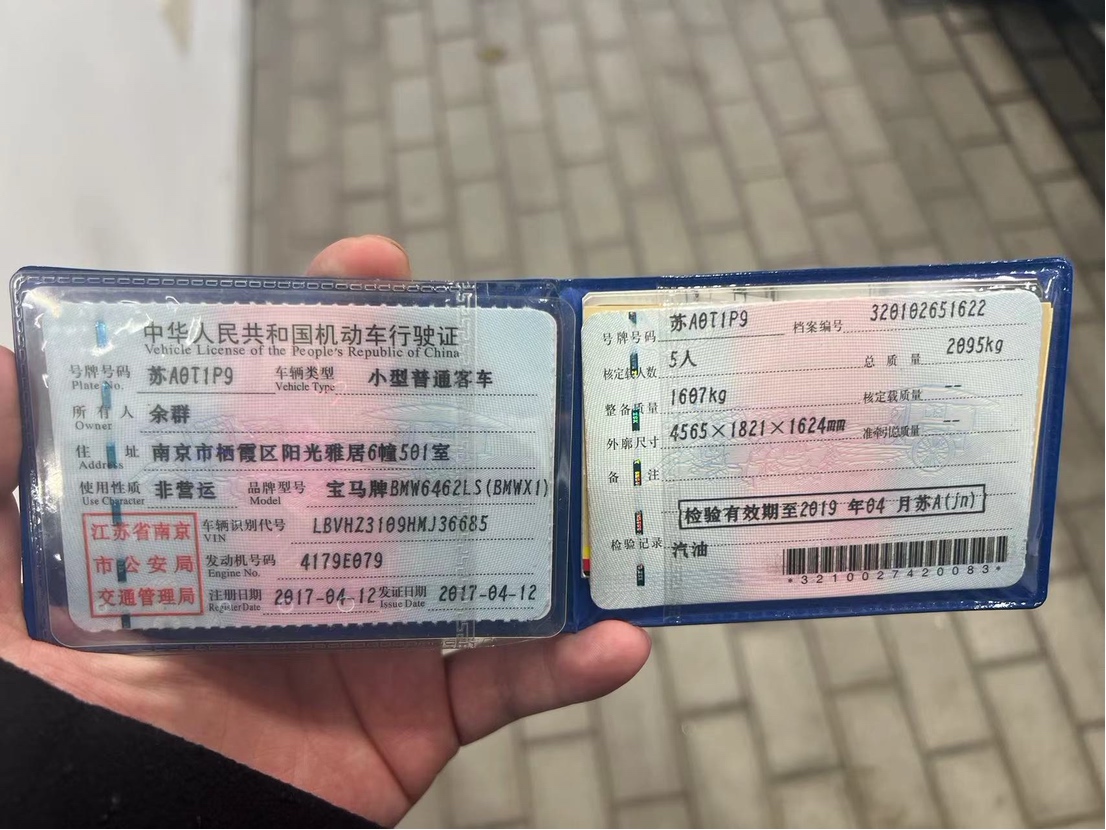 中华人民共和国机动车行驶证
Vehicle License of the People's Republic of China
号牌号码 苏A0T1P9 车辆类型 小型普通客车
Plate No. Vehicle Type
所有人 余群
Owner
住址 南京市栖霞区阳光雅居6幢501室
Address
使用性质 非营运 品牌型号 宝马牌BMW6462LS(BMWX1)
Use Character Model
江苏省南京
市公安局
交通管理局
车辆识别代号 LBVHZ3109HMJ36685
VIN
发动机号码 4179E079
Engine No.
注册日期 2017-04-12 发证日期 2017-04-12
Register Date Issue Date
号牌号码 苏A0T1P9 档案编号 320102651622
核定载人数 5人 总质量 2095kg
整备质量 1607kg 核定载质量 --
外廓尺寸 4565×1821×1624mm 准牵引总质量 --
备注
检验有效期至2019年04月苏A(jn)
检验记录 汽油
*3210027420083*